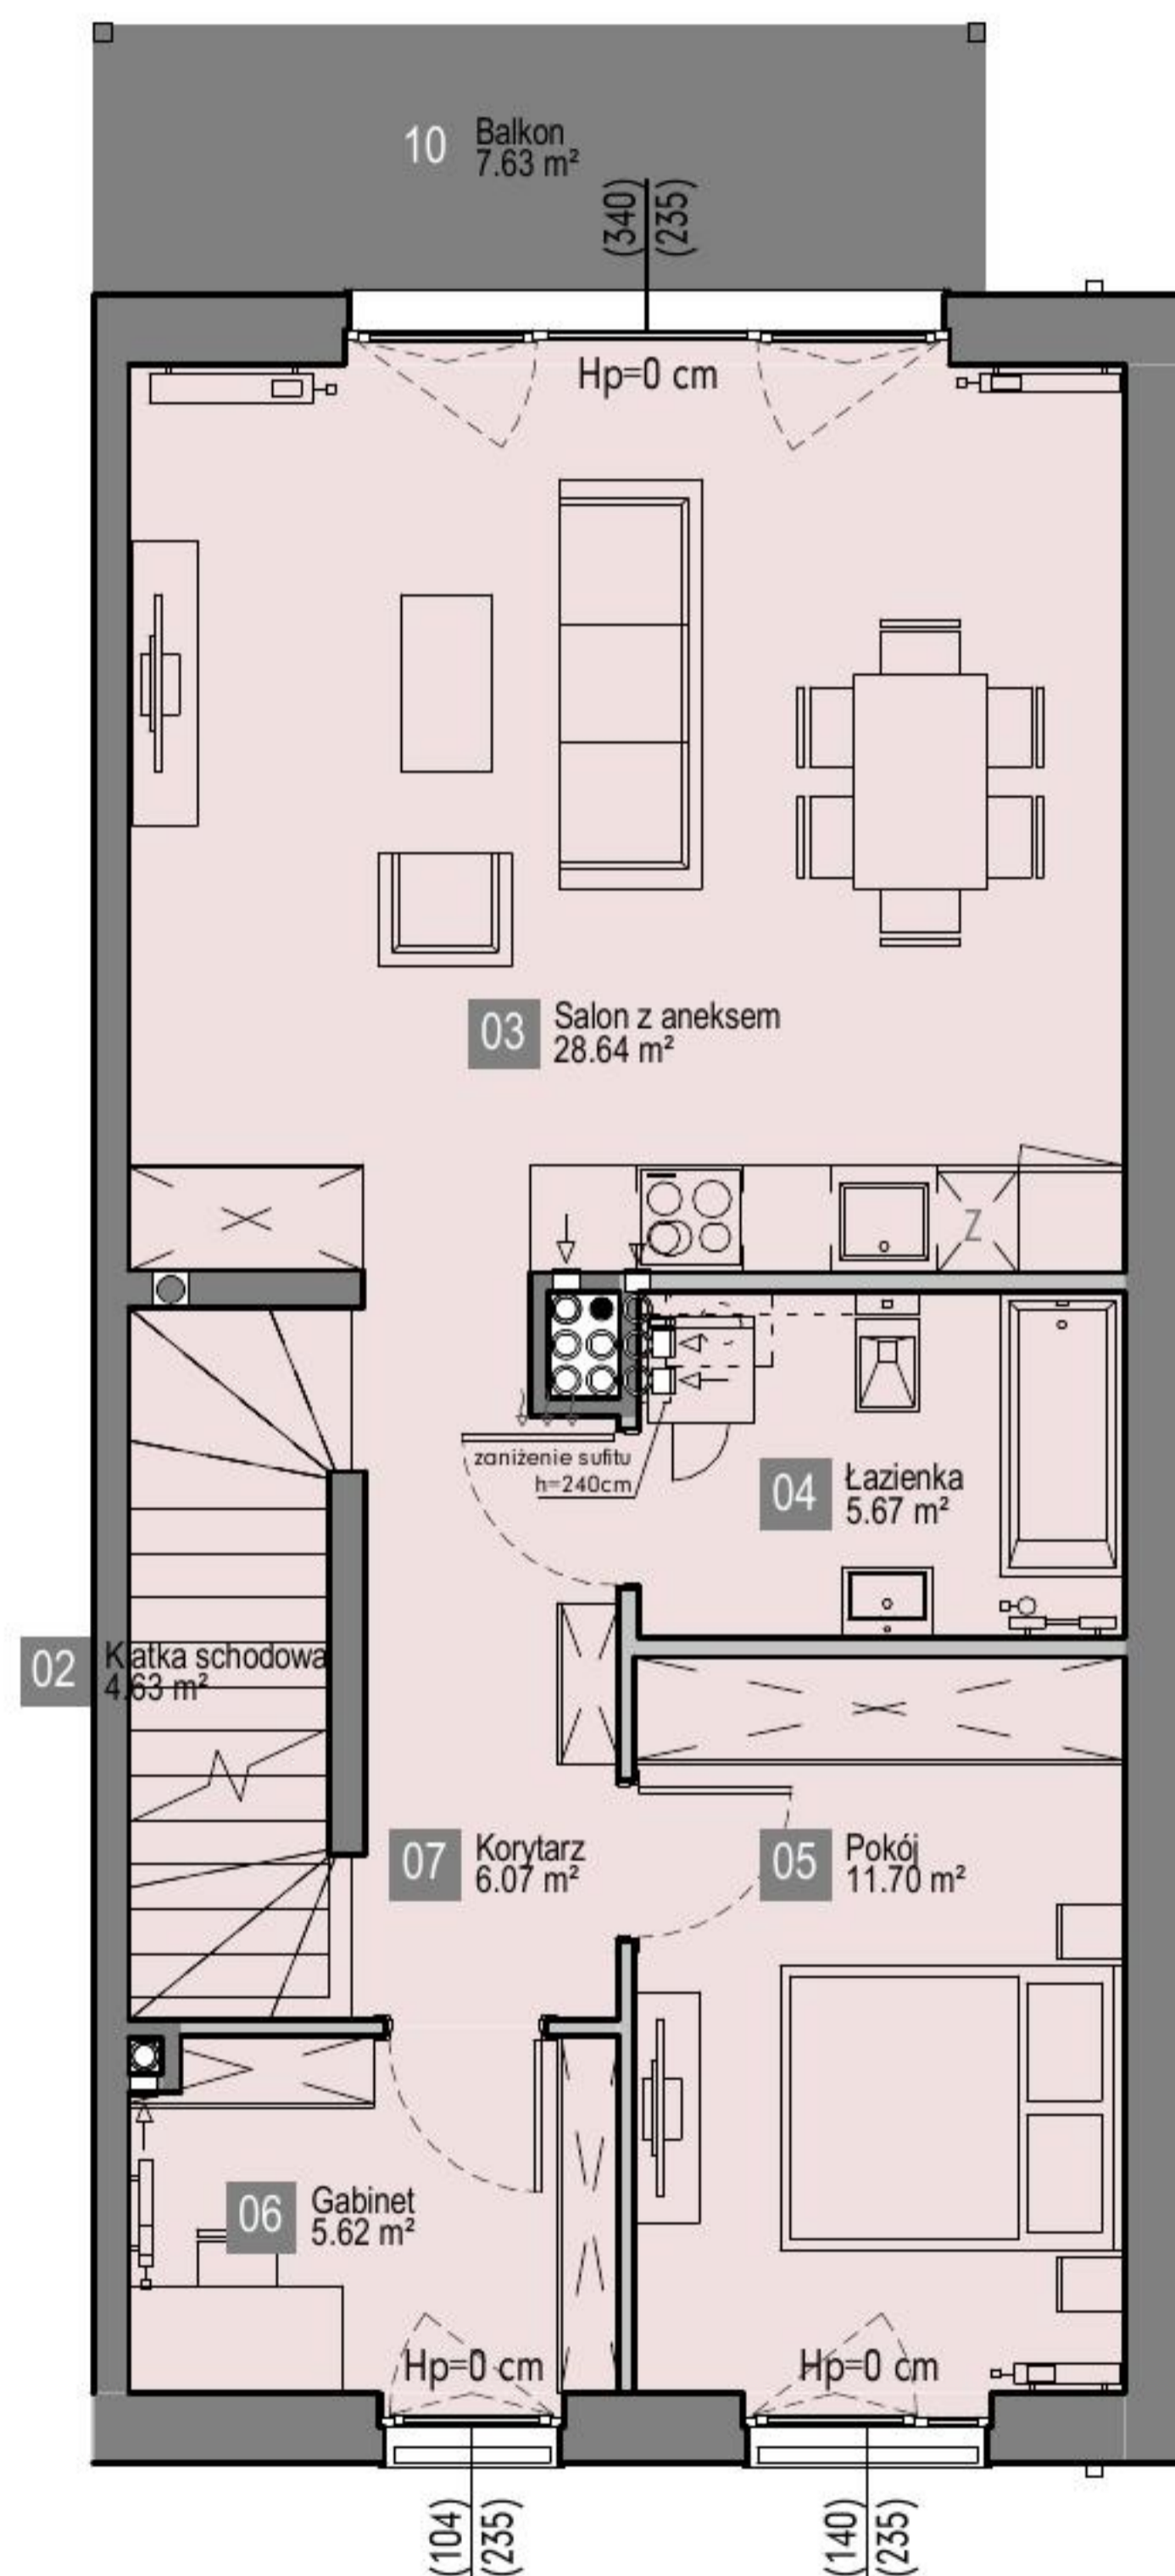 10 Balkon
7.63 m²
(340)
(235)
Hp=0 cm
03 Salon z aneksem
28.64 m²
Z
zaniżenie sufitu
h=240cm
04 Łazienka
5.67 m²
02 Klatka schodowa
4.63 m²
07 Korytarz
6.07 m²
05 Pokój
11.70 m²
06 Gabinet
5.62 m²
Hp=0 cm
Hp=0 cm
(104)
(235)
(140)
(235)